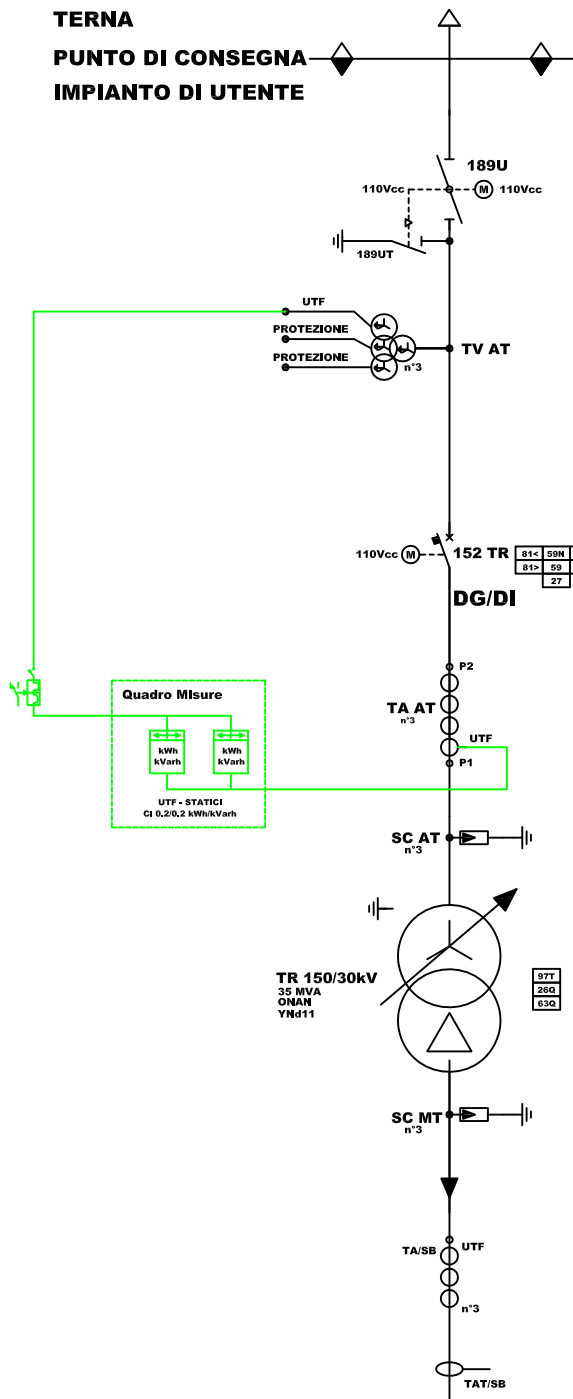 TERNA
PUNTO DI CONSEGNA
IMPIANTO DI UTENTE
189U
110Vcc
M
110Vcc
189UT
UTF
PROTEZIONE
PROTEZIONE
n°3
TV AT
110Vcc
M
152 TR
81< 59N
81> 59
27
DG/DI
P2
TA AT
n°3
UTF
P1
Quadro Misure
kWh
kVarh
kWh
kVarh
UTF - STATICI
Cl 0.2/0.2 kWh/kVarh
SC AT
n°3
TR 150/30kV
35 MVA
ONAN
YNd11
97T
26Q
63Q
SC MT
n°3
TA/SB
UTF
n°3
TAT/SB